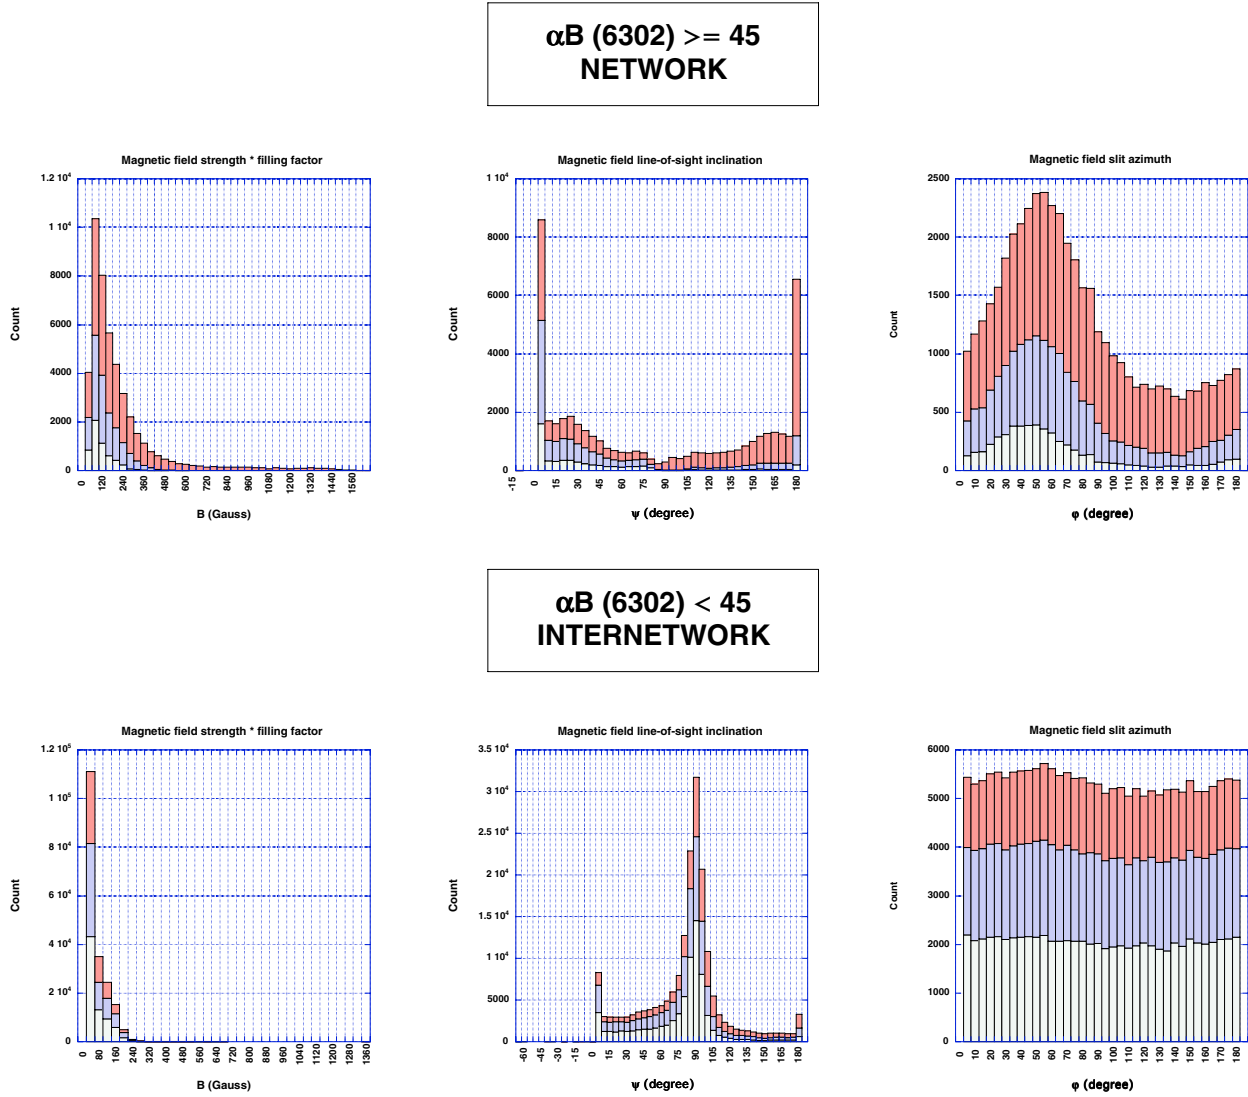 αB (6302) >= 45
NETWORK
Magnetic field strength * filling factor
1.2 10⁴
1 10⁴
8000
6000
4000
2000
0
Count
0 120 240 360 480 600 720 840 960 1080 1200 1320 1440 1560
B (Gauss)
Magnetic field line-of-sight inclination
1 10⁴
8000
6000
4000
2000
0
Count
-15 0 15 30 45 60 75 90 105 120 135 150 165 180
ψ (degree)
Magnetic field slit azimuth
2500
2000
1500
1000
500
0
Count
0 10 20 30 40 50 60 70 80 90 100 110 120 130 140 150 160 170 180
φ (degree)
αB (6302) < 45
INTERNETWORK
Magnetic field strength * filling factor
1.2 10⁵
1 10⁵
8 10⁴
6 10⁴
4 10⁴
2 10⁴
0
Count
0 80 160 240 320 400 480 560 640 720 800 880 960 1040 1120 1200 1280 1360
B (Gauss)
Magnetic field line-of-sight inclination
3.5 10⁴
3 10⁴
2.5 10⁴
2 10⁴
1.5 10⁴
1 10⁴
5000
0
Count
-60 -45 -30 -15 0 15 30 45 60 75 90 105 120 135 150 165 180
ψ (degree)
Magnetic field slit azimuth
6000
5000
4000
3000
2000
1000
0
Count
0 10 20 30 40 50 60 70 80 90 100 110 120 130 140 150 160 170 180
φ (degree)